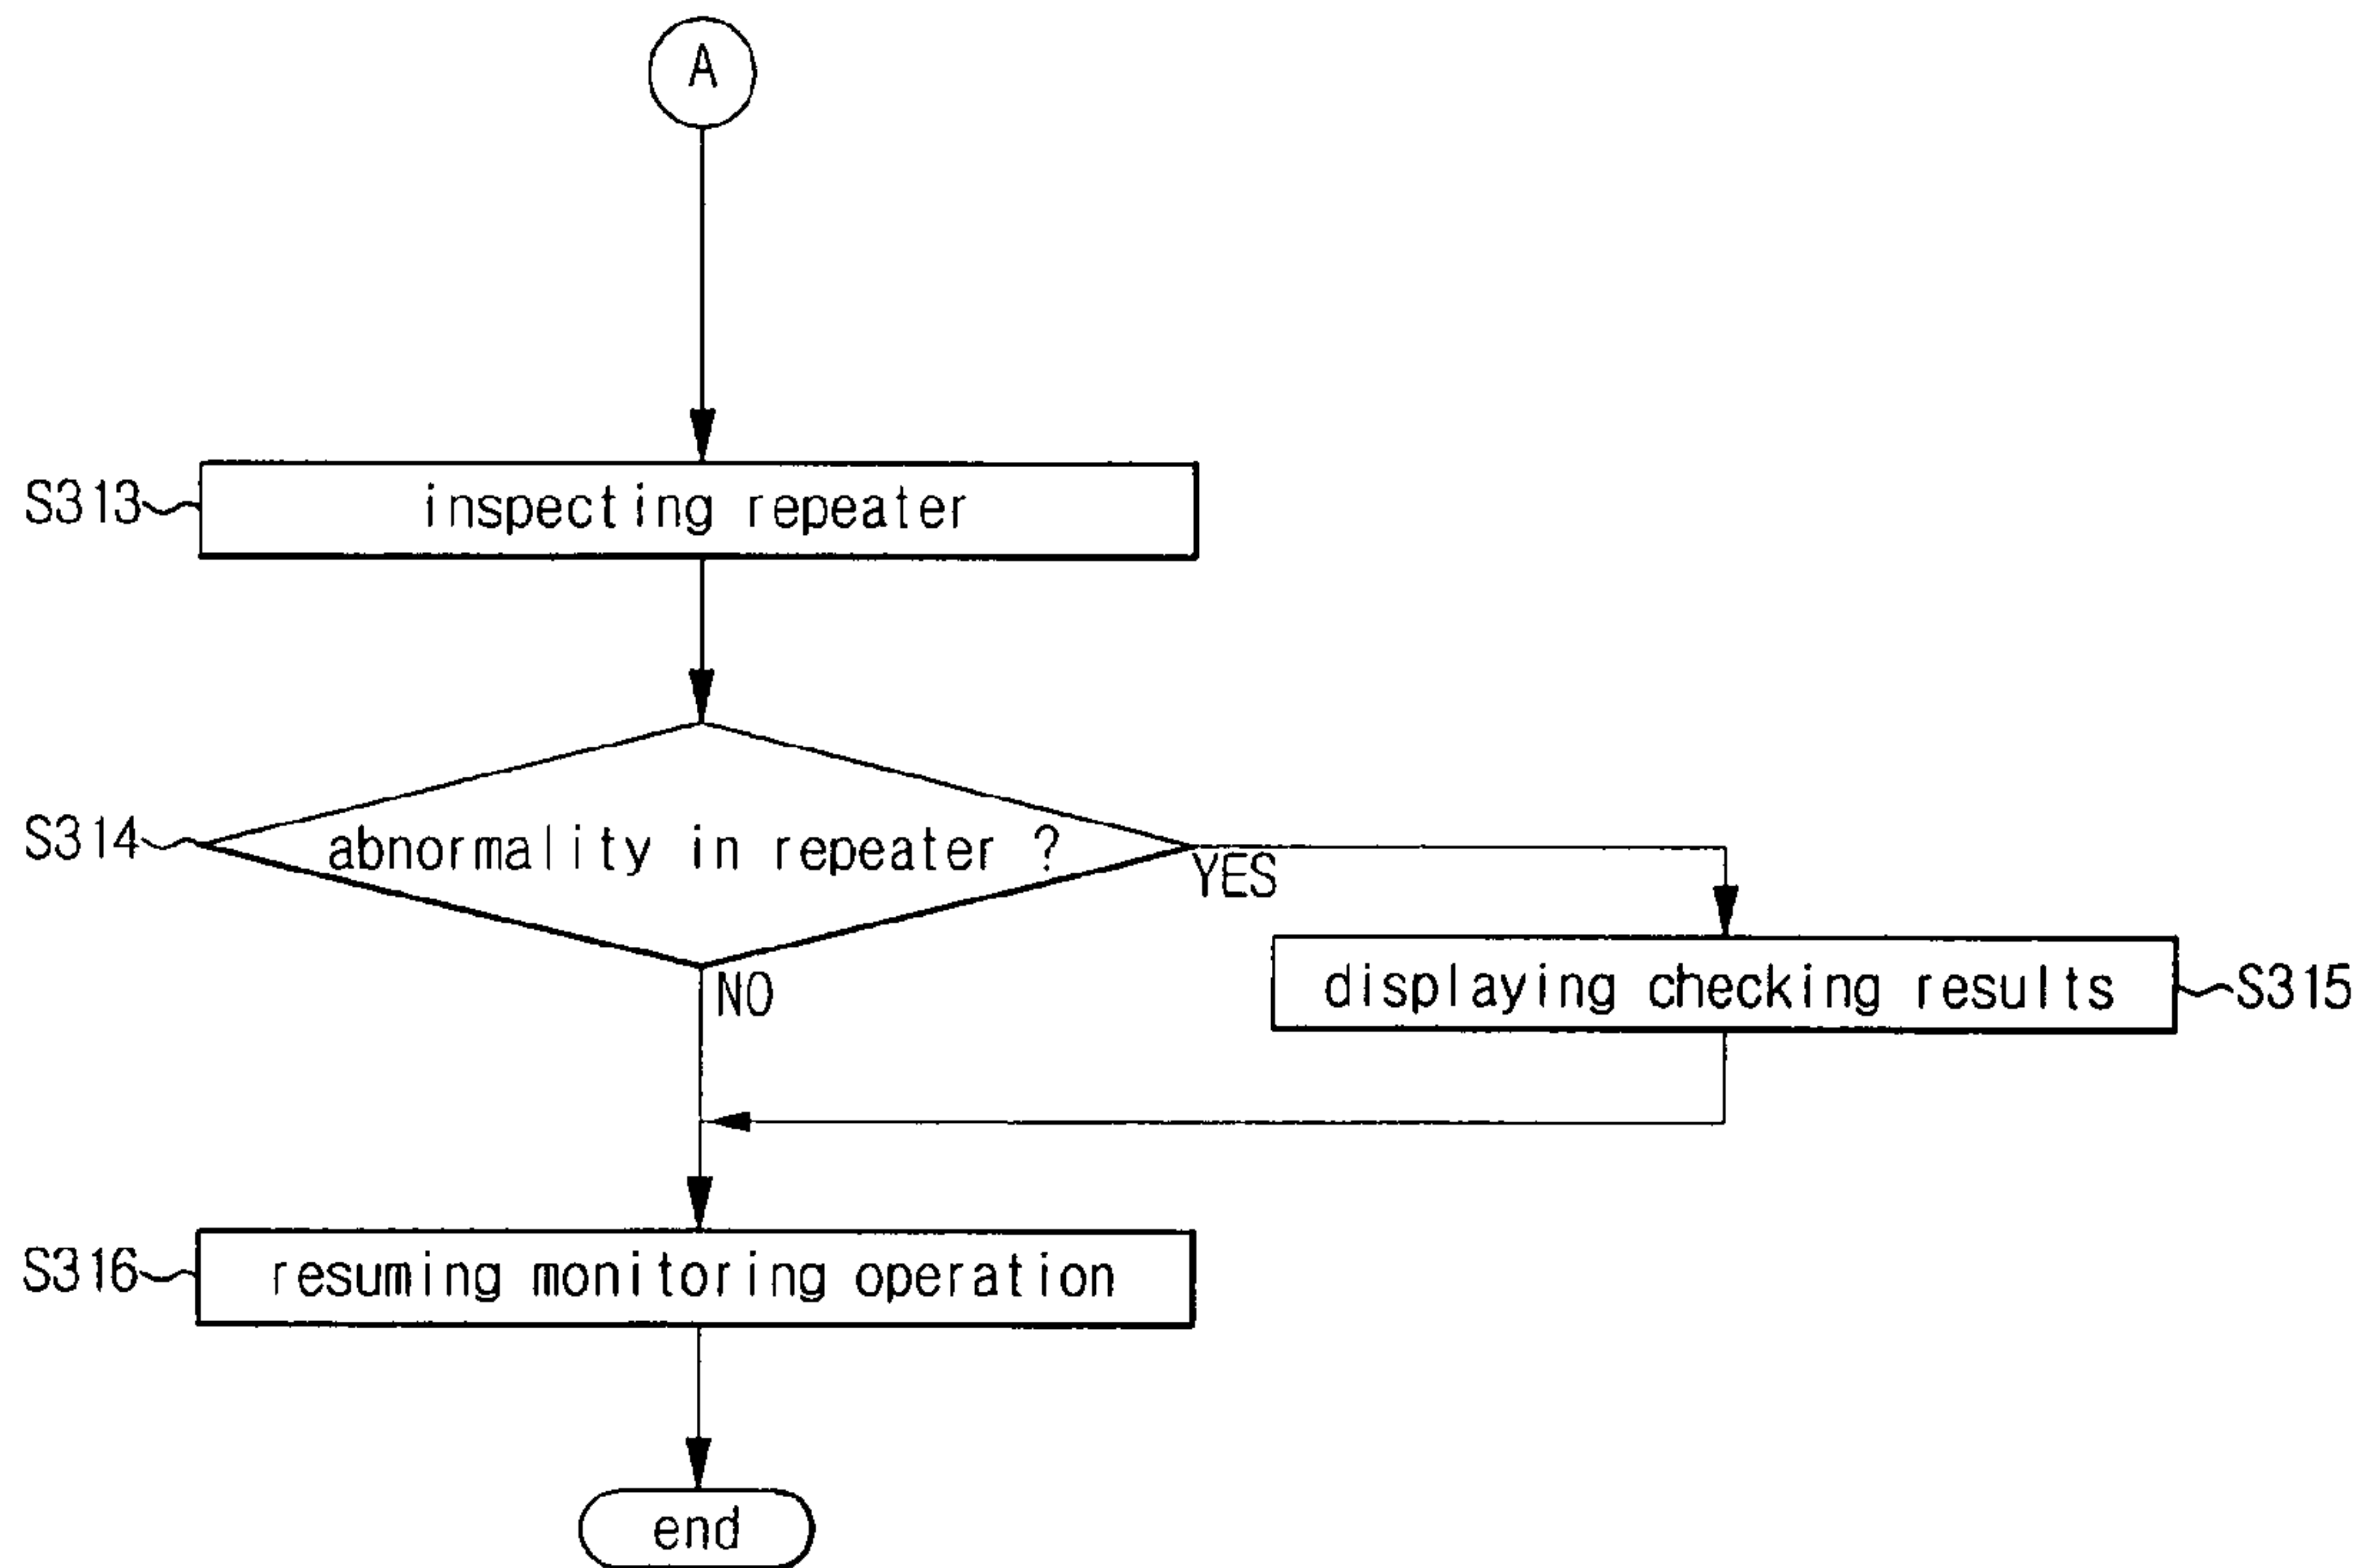 A
S313
inspecting repeater
S314
abnormality in repeater ?
YES
NO
displaying checking results
S315
S316
resuming monitoring operation
end